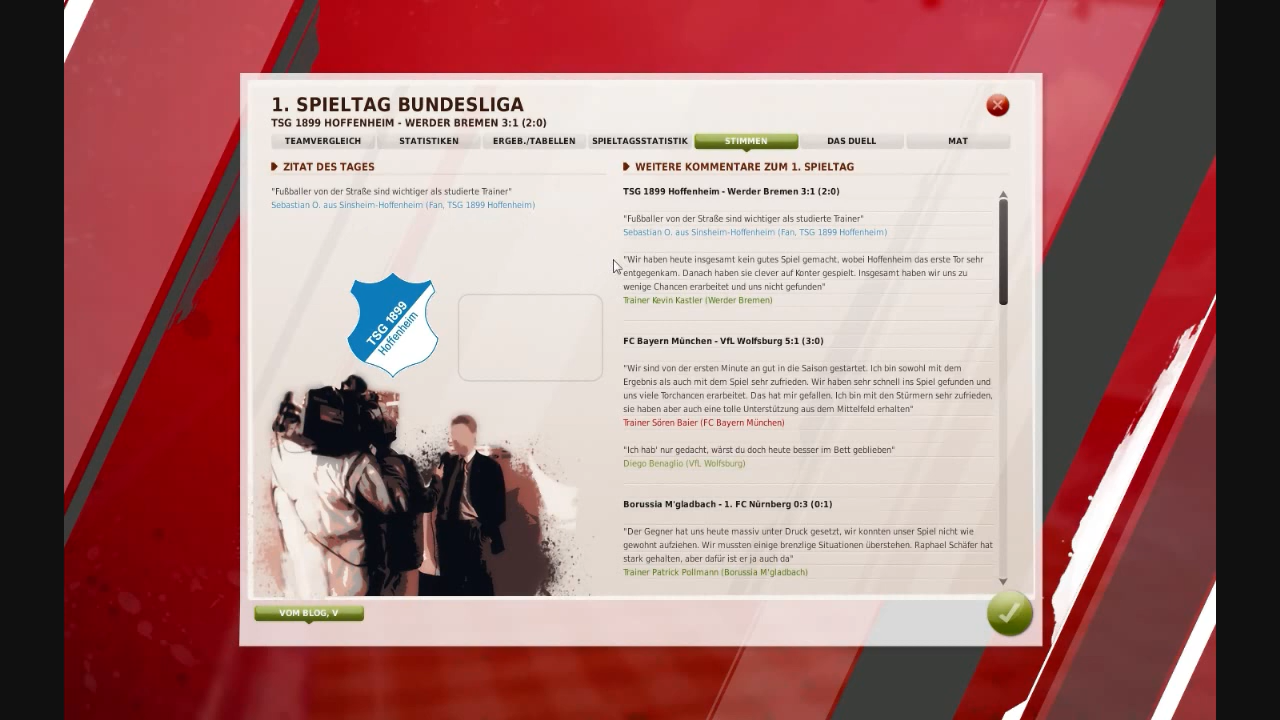 1. SPIELTAG BUNDESLIGA
TSG 1899 HOFFENHEIM - WERDER BREMEN 3:1 (2:0)
TEAMVERGLEICH
STATISTIKEN
ERGEB./TABELLEN
SPIELTAGSSTATISTIK
STIMMEN
DAS DUELL
MAT
ZITAT DES TAGES
"Fußballer von der Straße sind wichtiger als studierte Trainer"
Sebastian O. aus Sinsheim-Hoffenheim (Fan, TSG 1899 Hoffenheim)
TSG 1899
Hoffenheim
WEITERE KOMMENTARE ZUM 1. SPIELTAG
TSG 1899 Hoffenheim - Werder Bremen 3:1 (2:0)
"Fußballer von der Straße sind wichtiger als studierte Trainer"
Sebastian O. aus Sinsheim-Hoffenheim (Fan, TSG 1899 Hoffenheim)
"Wir haben heute insgesamt kein gutes Spiel gemacht, wobei Hoffenheim das erste Tor sehr
entgegenkam. Danach haben sie clever auf Konter gespielt. Insgesamt haben wir uns zu
wenige Chancen erarbeitet und uns nicht gefunden"
Trainer Kevin Kastler (Werder Bremen)
FC Bayern München - VfL Wolfsburg 5:1 (3:0)
"Wir sind von der ersten Minute an gut in die Saison gestartet. Ich bin sowohl mit dem
Ergebnis als auch mit dem Spiel sehr zufrieden. Wir haben sehr schnell ins Spiel gefunden und
uns viele Torchancen erarbeitet. Das hat mir gefallen. Ich bin mit den Stürmern sehr zufrieden,
sie haben aber auch eine tolle Unterstützung aus dem Mittelfeld erhalten"
Trainer Sören Baier (FC Bayern München)
"Ich hab' nur gedacht, wärst du doch heute besser im Bett geblieben"
Diego Benaglio (VfL Wolfsburg)
Borussia M'gladbach - 1. FC Nürnberg 0:3 (0:1)
"Der Gegner hat uns heute massiv unter Druck gesetzt, wir konnten unser Spiel nicht wie
gewohnt aufziehen. Wir mussten einige brenzlige Situationen überstehen. Raphael Schäfer hat
stark gehalten, aber dafür ist er ja auch da"
Trainer Patrick Pollmann (Borussia M'gladbach)
VOM BLOG, V